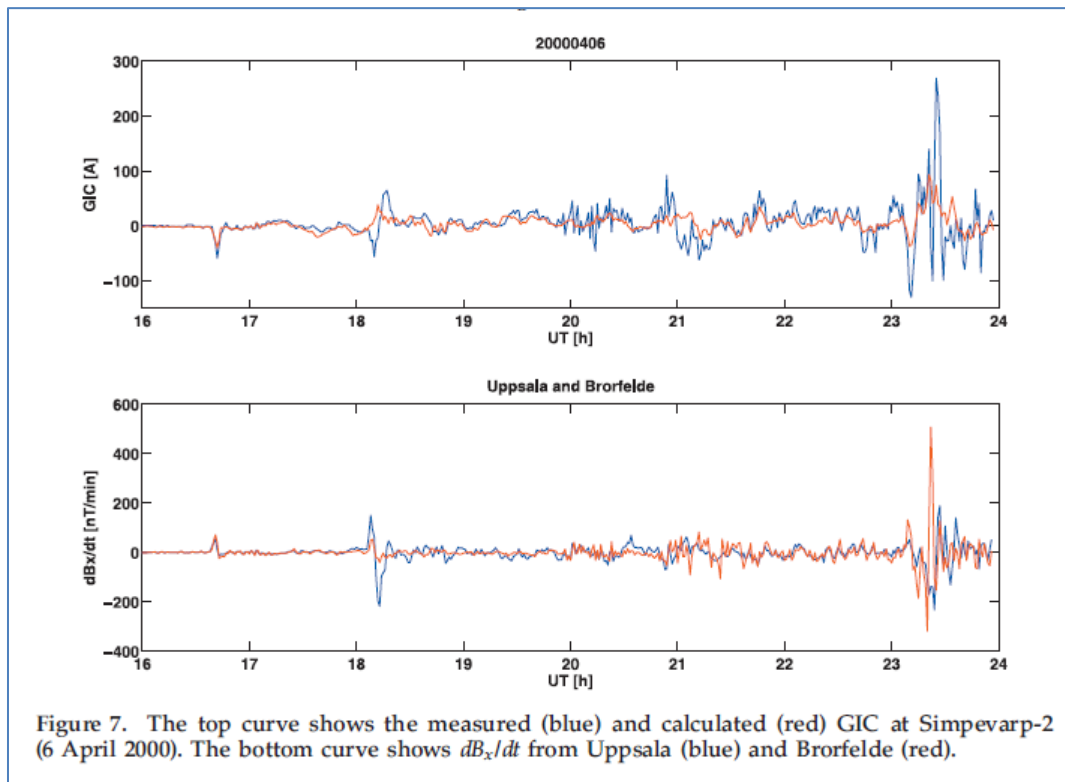 20000406
300
200
100
0
−100
GIC [A]
16 17 18 19 20 21 22 23 24
UT [h]
Uppsala and Brorfelde
600
400
200
0
−200
−400
dBx/dt [nT/min]
16 17 18 19 20 21 22 23 24
UT [h]
Figure 7. The top curve shows the measured (blue) and calculated (red) GIC at Simpevarp-2
(6 April 2000). The bottom curve shows dBx/dt from Uppsala (blue) and Brorfelde (red).